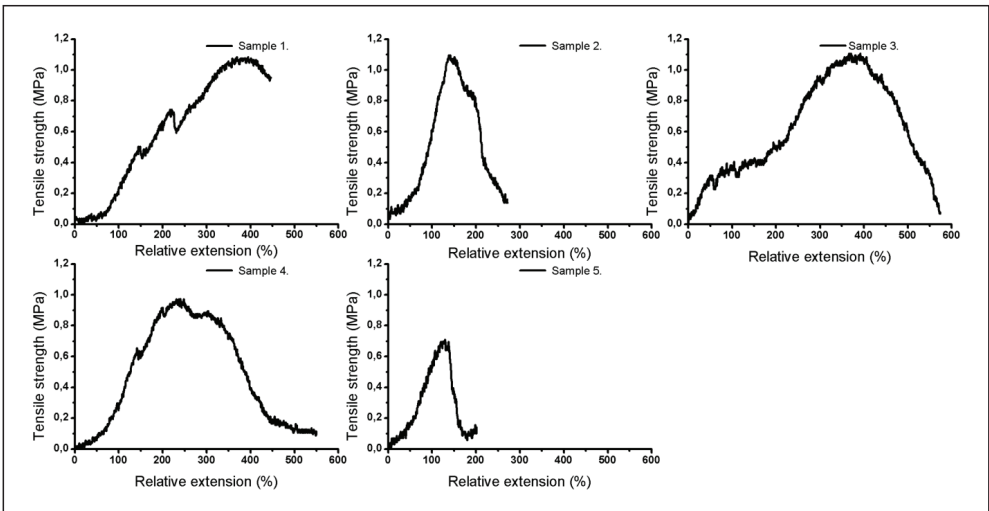 Sample 1.
1,2
1,0
0,8
0,6
0,4
0,2
0,0
0 100 200 300 400 500 600
Tensile strength (MPa)
Relative extension (%)
Sample 2.
1,2
1,0
0,8
0,6
0,4
0,2
0,0
0 100 200 300 400 500 600
Tensile strength (MPa)
Relative extension (%)
Sample 3.
1,2
1,0
0,8
0,6
0,4
0,2
0,0
0 100 200 300 400 500 600
Tensile strength (MPa)
Relative extension (%)
Sample 4.
1,2
1,0
0,8
0,6
0,4
0,2
0,0
0 100 200 300 400 500 600
Tensile strength (MPa)
Relative extension (%)
Sample 5.
1,2
1,0
0,8
0,6
0,4
0,2
0,0
0 100 200 300 400 500 600
Tensile strength (MPa)
Relative extension (%)